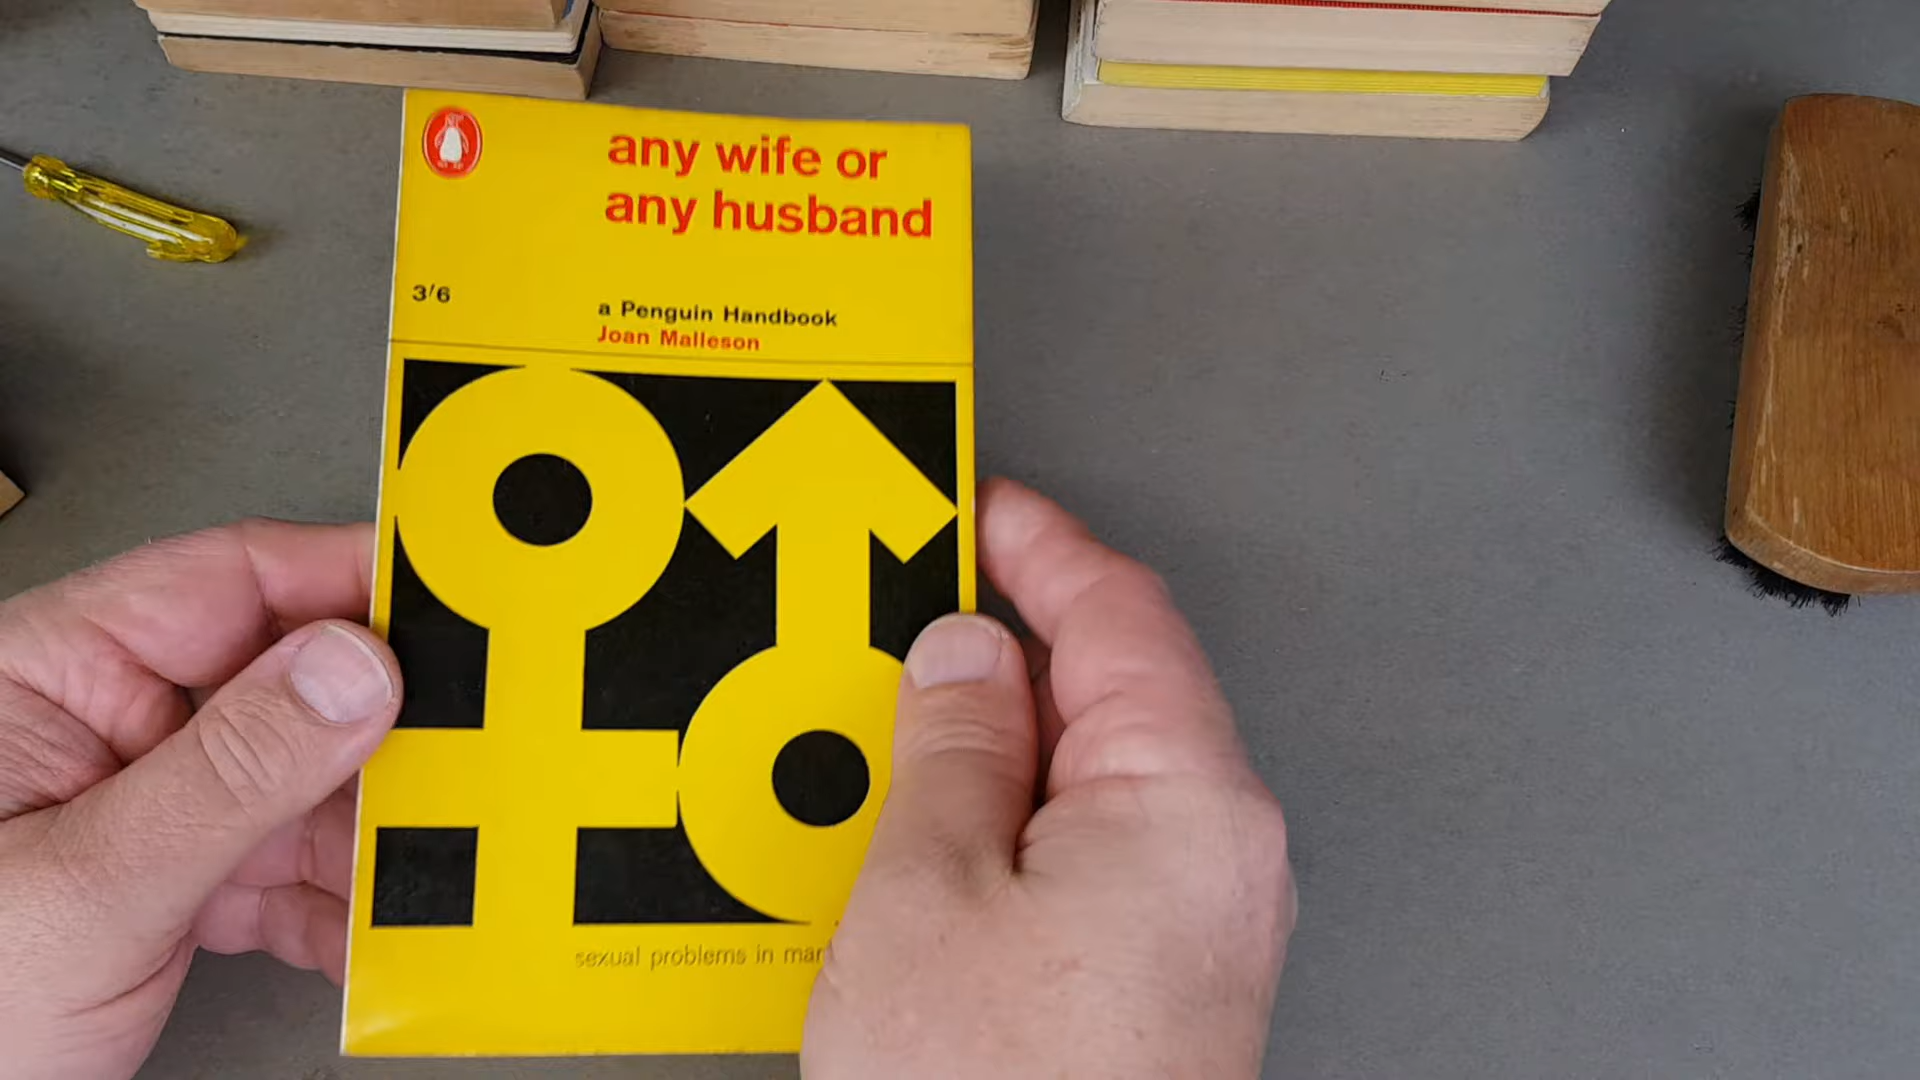 any wife or
any husband
3/6
a Penguin Handbook
Joan Malleson
sexual problems in